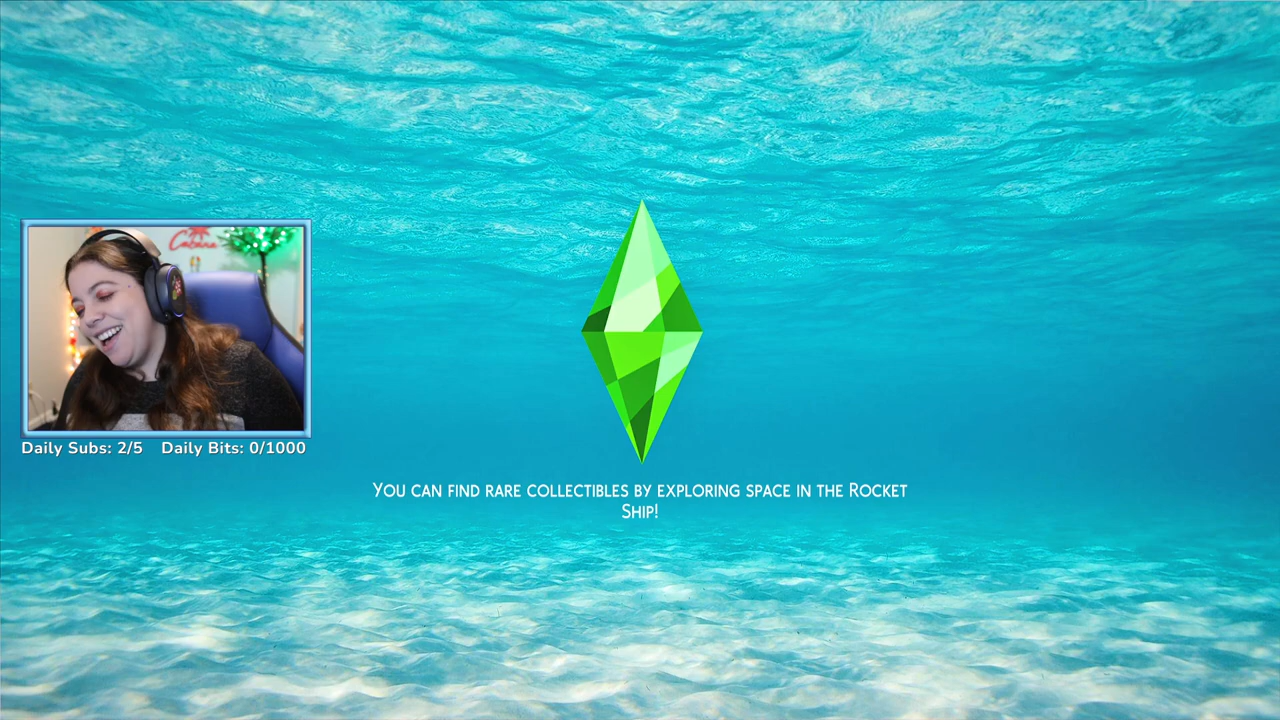 Cabana
Daily Subs: 2/5 Daily Bits: 0/1000
You can find rare collectibles by exploring space in the Rocket
Ship!